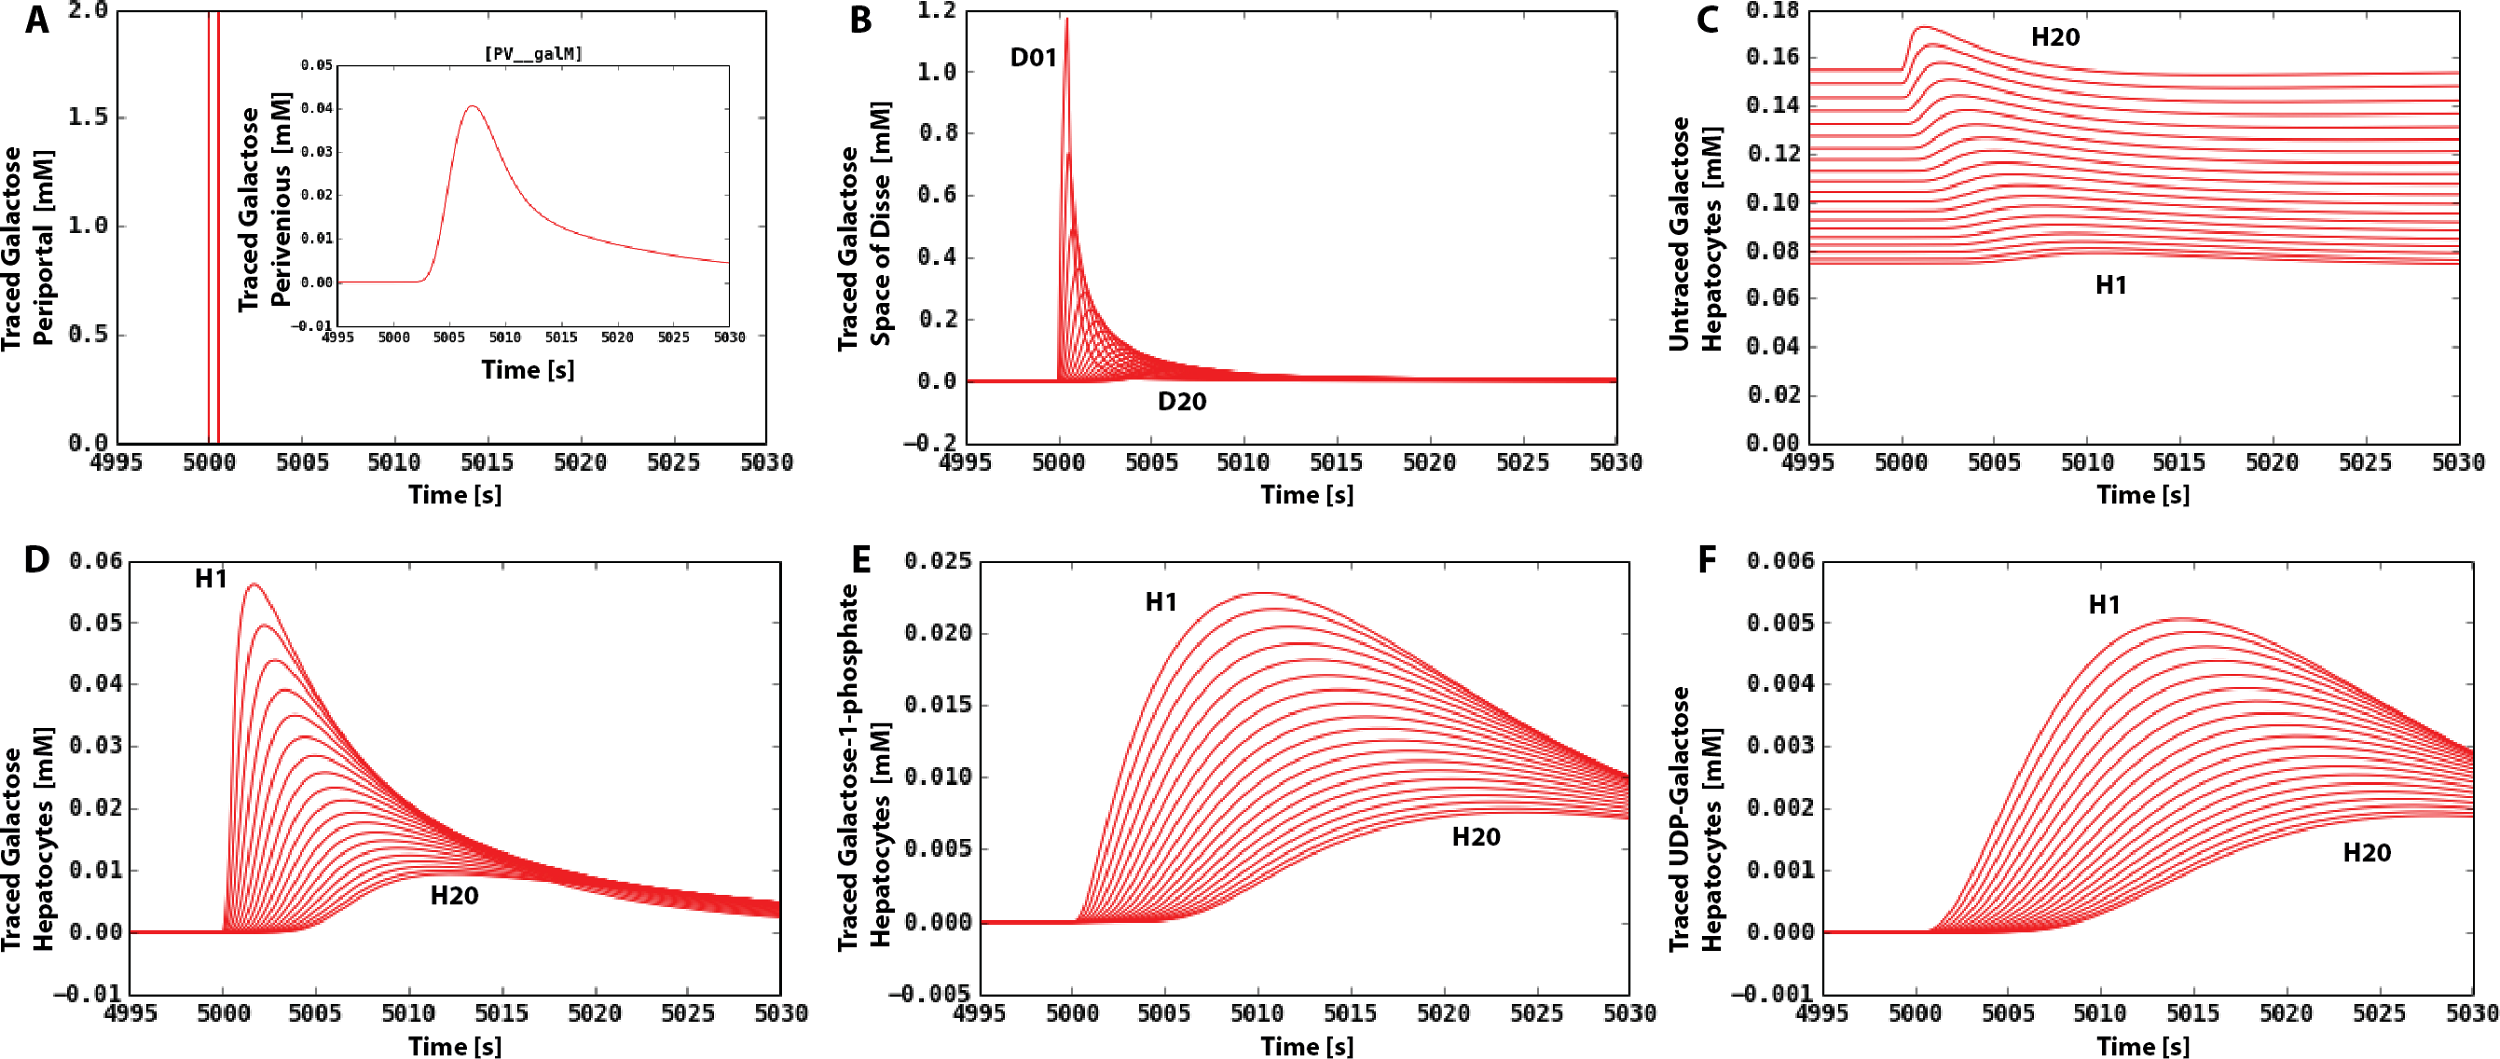 A
Traced Galactose
Periportal [mM]
2.0
1.5
1.0
0.5
0.0
4995 5000 5005 5010 5015 5020 5025 5030
Time [s]
[PV__galM]
Traced Galactose
Perivenious [mM]
0.05
0.04
0.03
0.02
0.01
0.00
−0.01
4995 5000 5005 5010 5015 5020 5025 5030
Time [s]
B
Traced Galactose
Space of Disse [mM]
1.2
1.0
0.8
0.6
0.4
0.2
0.0
−0.2
D01
D20
4995 5000 5005 5010 5015 5020 5025 5030
Time [s]
C
Untraced Galactose
Hepatocytes [mM]
0.18
0.16
0.14
0.12
0.10
0.08
0.06
0.04
0.02
0.00
H20
H1
4995 5000 5005 5010 5015 5020 5025 5030
Time [s]
D
Traced Galactose
Hepatocytes [mM]
0.06
0.05
0.04
0.03
0.02
0.01
0.00
−0.01
H1
H20
4995 5000 5005 5010 5015 5020 5025 5030
Time [s]
E
Traced Galactose-1-phosphate
Hepatocytes [mM]
0.025
0.020
0.015
0.010
0.005
0.000
−0.005
H1
H20
4995 5000 5005 5010 5015 5020 5025 5030
Time [s]
F
Traced UDP-Galactose
Hepatocytes [mM]
0.006
0.005
0.004
0.003
0.002
0.001
0.000
−0.001
H1
H20
4995 5000 5005 5010 5015 5020 5025 5030
Time [s]